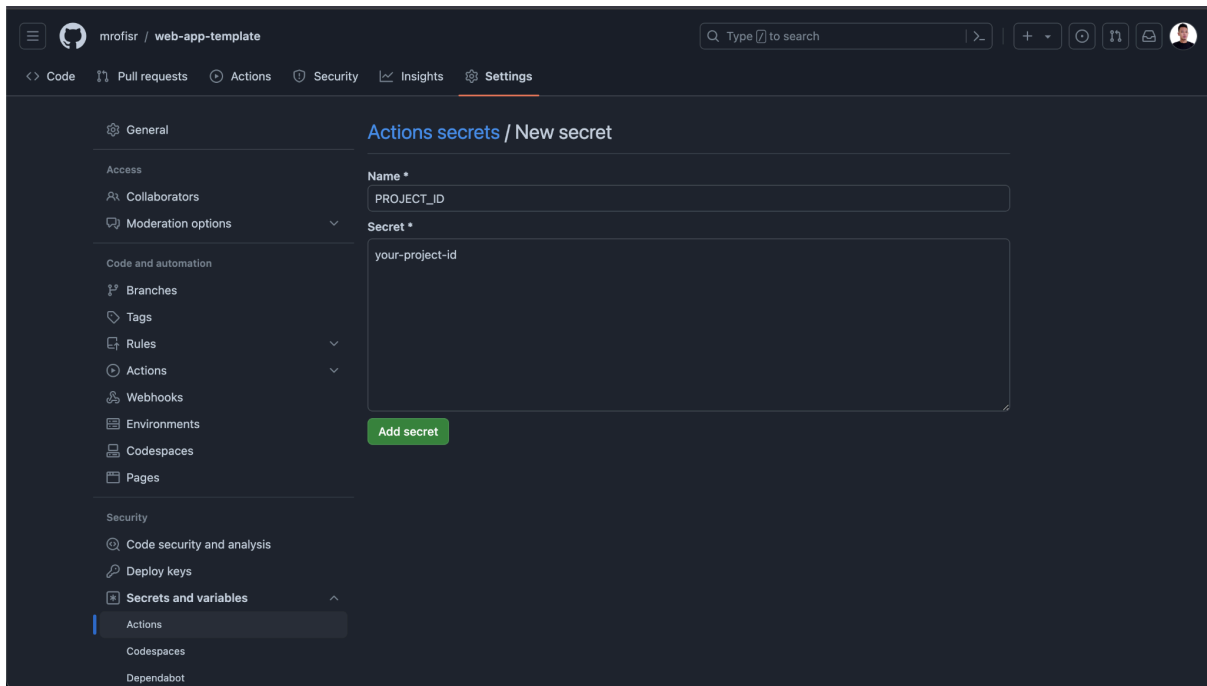 mrofisr / web-app-template
Type / to search
Code
Pull requests
Actions
Security
Insights
Settings
General
Access
Collaborators
Moderation options
Code and automation
Branches
Tags
Rules
Actions
Webhooks
Environments
Codespaces
Pages
Security
Code security and analysis
Deploy keys
Secrets and variables
Actions
Codespaces
Dependabot
Actions secrets / New secret
Name *
PROJECT_ID
Secret *
your-project-id
Add secret